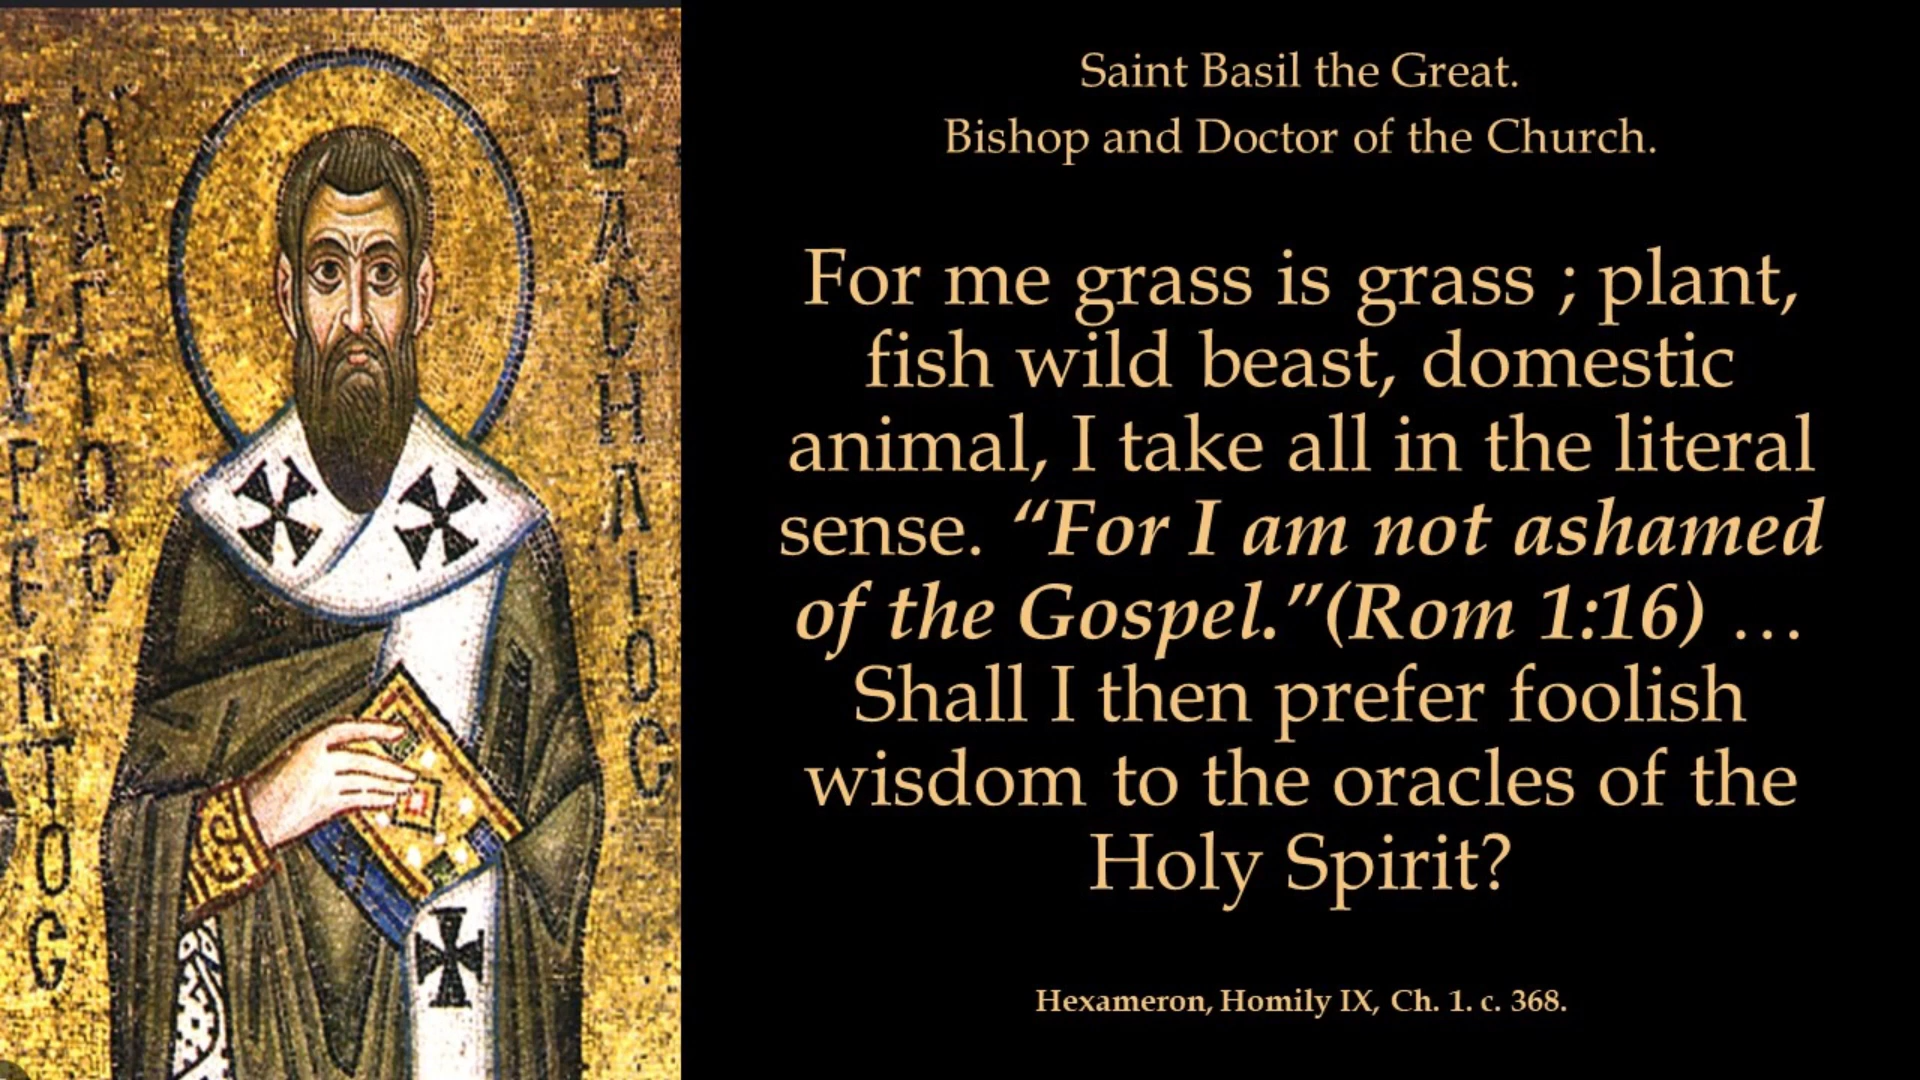 Ο ΑΓΙΟC
ΒΑCΗΛΙΟC
Saint Basil the Great.
Bishop and Doctor of the Church.
For me grass is grass ; plant,
fish wild beast, domestic
animal, I take all in the literal
sense. “For I am not ashamed
of the Gospel.”(Rom 1:16) …
Shall I then prefer foolish
wisdom to the oracles of the
Holy Spirit?
Hexameron, Homily IX, Ch. 1. c. 368.